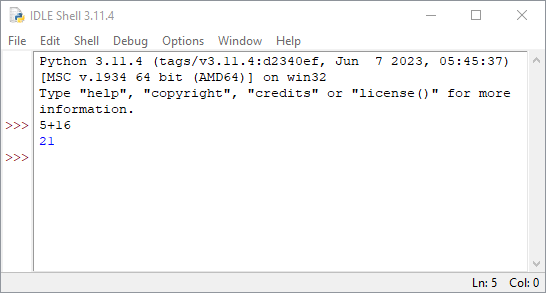 IDLE Shell 3.11.4
File Edit Shell Debug Options Window Help
Python 3.11.4 (tags/v3.11.4:d2340ef, Jun  7 2023, 05:45:37)
[MSC v.1934 64 bit (AMD64)] on win32
Type "help", "copyright", "credits" or "license()" for more
information.
>>> 5+16
21
>>>
Ln: 5 Col: 0